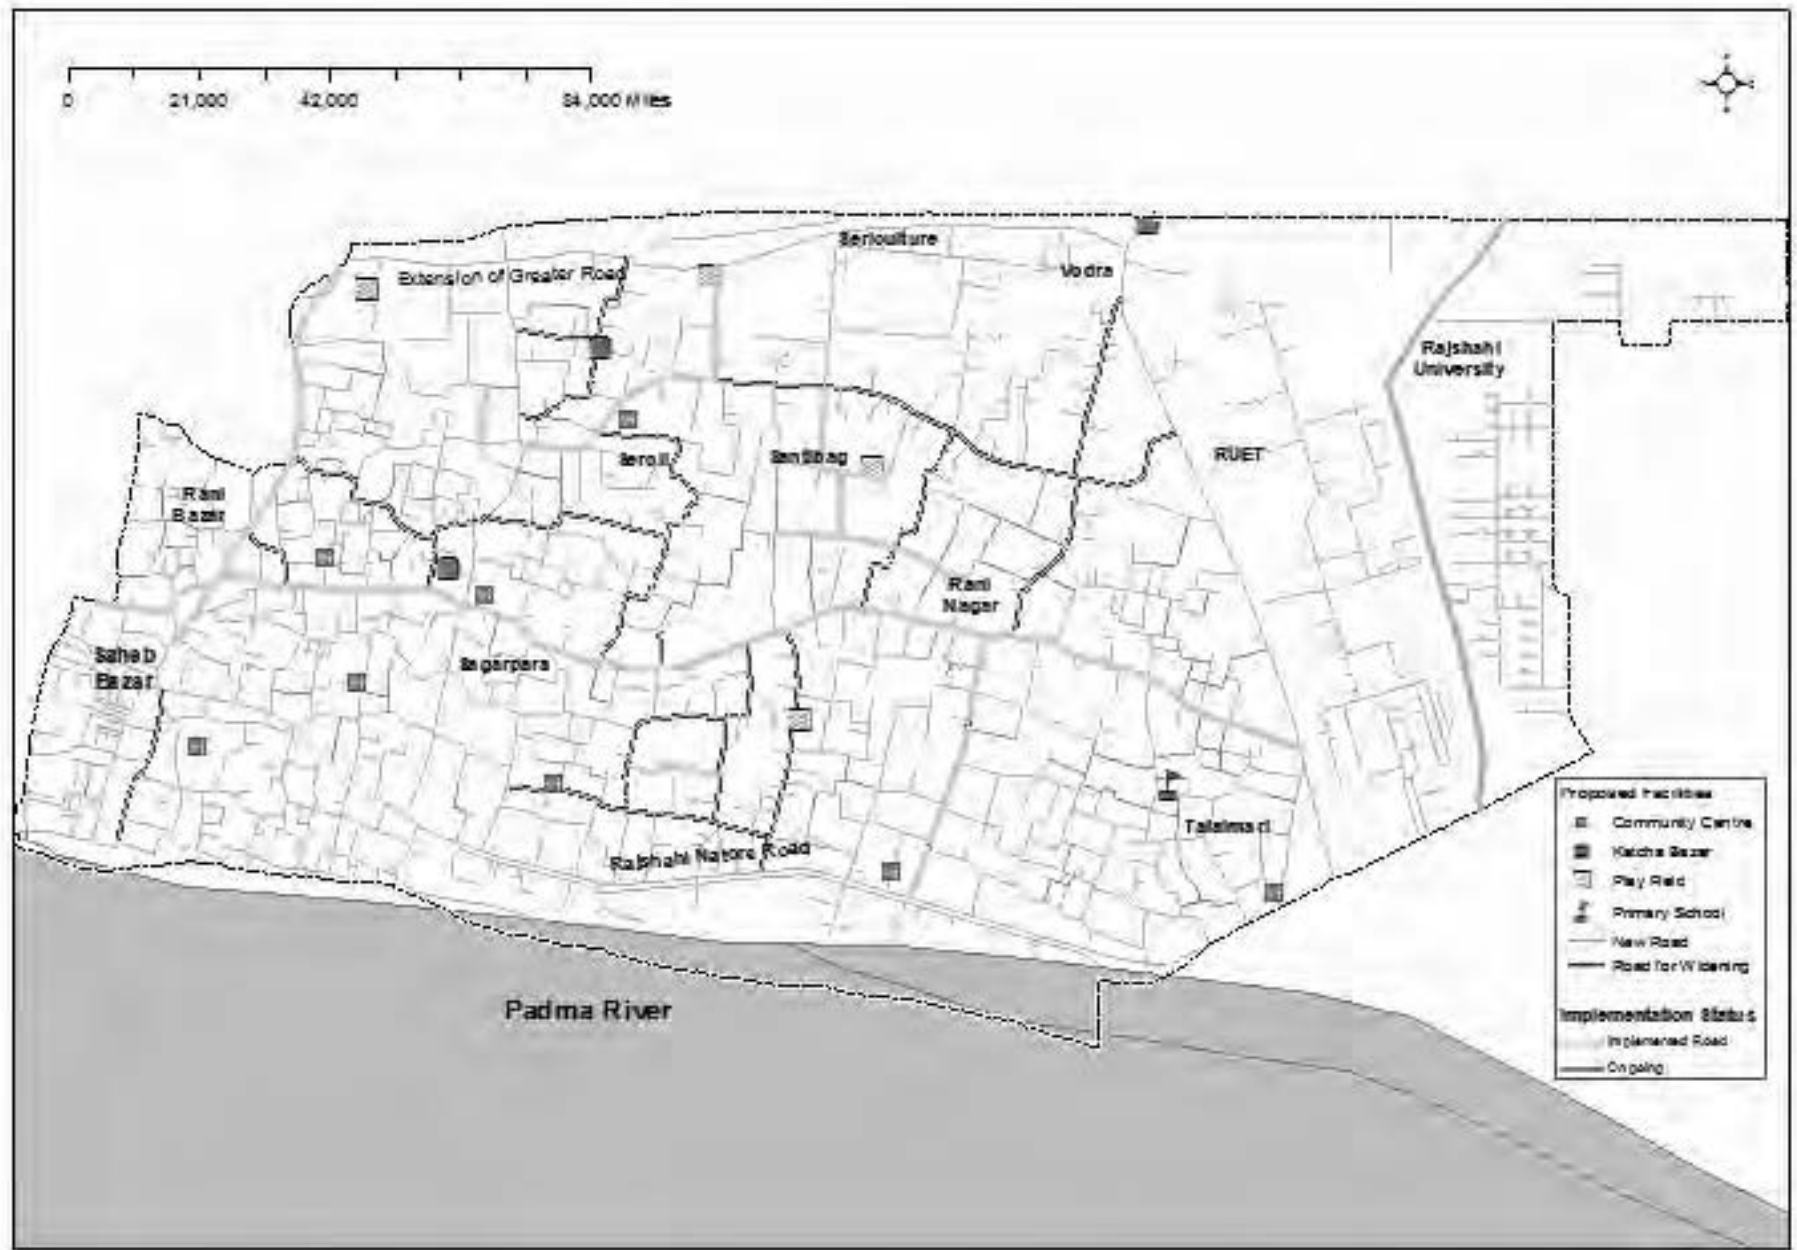 0 21,000 42,000 84,000 Miles
Sericulture
Extension of Greater Road
Vodra
Rajshahi
University
RUET
Seroil
Santibag
Rani
Bazar
Rani
Nagar
Saheb
Bazar
Sagarpara
Talaimari
Rajshahi Natore Road
Padma River
Proposed Facilities
Community Centre
Katcha Bazar
Play Field
Primary School
New Road
Road for Widening
Implementation Status
Implemented Road
Ongoing